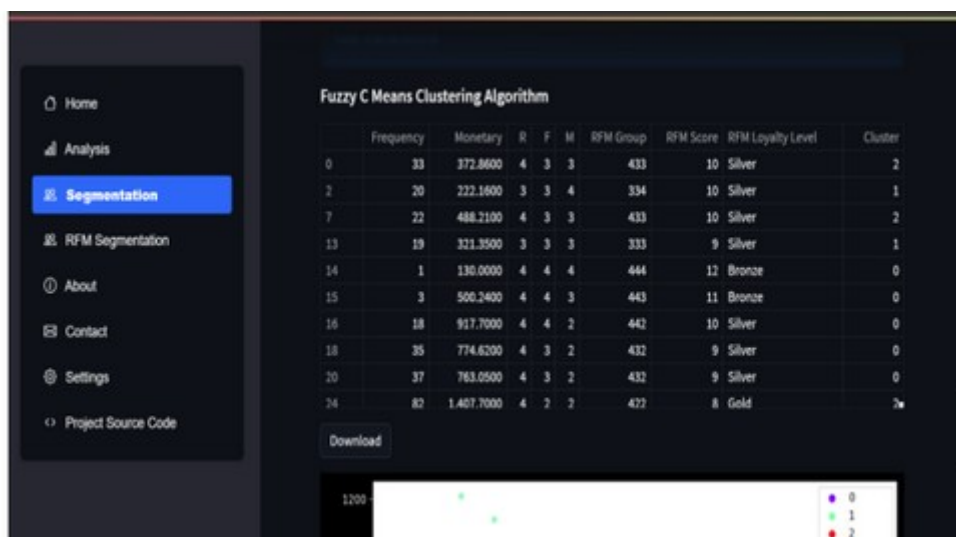 Home
Analysis
Segmentation
RFM Segmentation
About
Contact
Settings
Project Source Code
Fuzzy C Means Clustering Algorithm
Frequency Monetary R F M RFM Group RFM Score RFM Loyalty Level Cluster
0 33 372.8600 4 3 3 433 10 Silver 2
2 20 222.1600 3 3 4 334 10 Silver 1
7 22 488.2100 4 3 3 433 10 Silver 2
13 19 321.3500 3 3 3 333 9 Silver 1
14 1 130.0000 4 4 4 444 12 Bronze 0
15 3 500.2400 4 4 3 443 11 Bronze 0
16 18 917.7000 4 4 2 442 10 Silver 0
18 35 774.6200 4 3 2 432 9 Silver 0
20 37 763.0500 4 3 2 432 9 Silver 0
24 82 1.407.7000 4 2 2 422 8 Gold 2
Download
1200
0
1
2